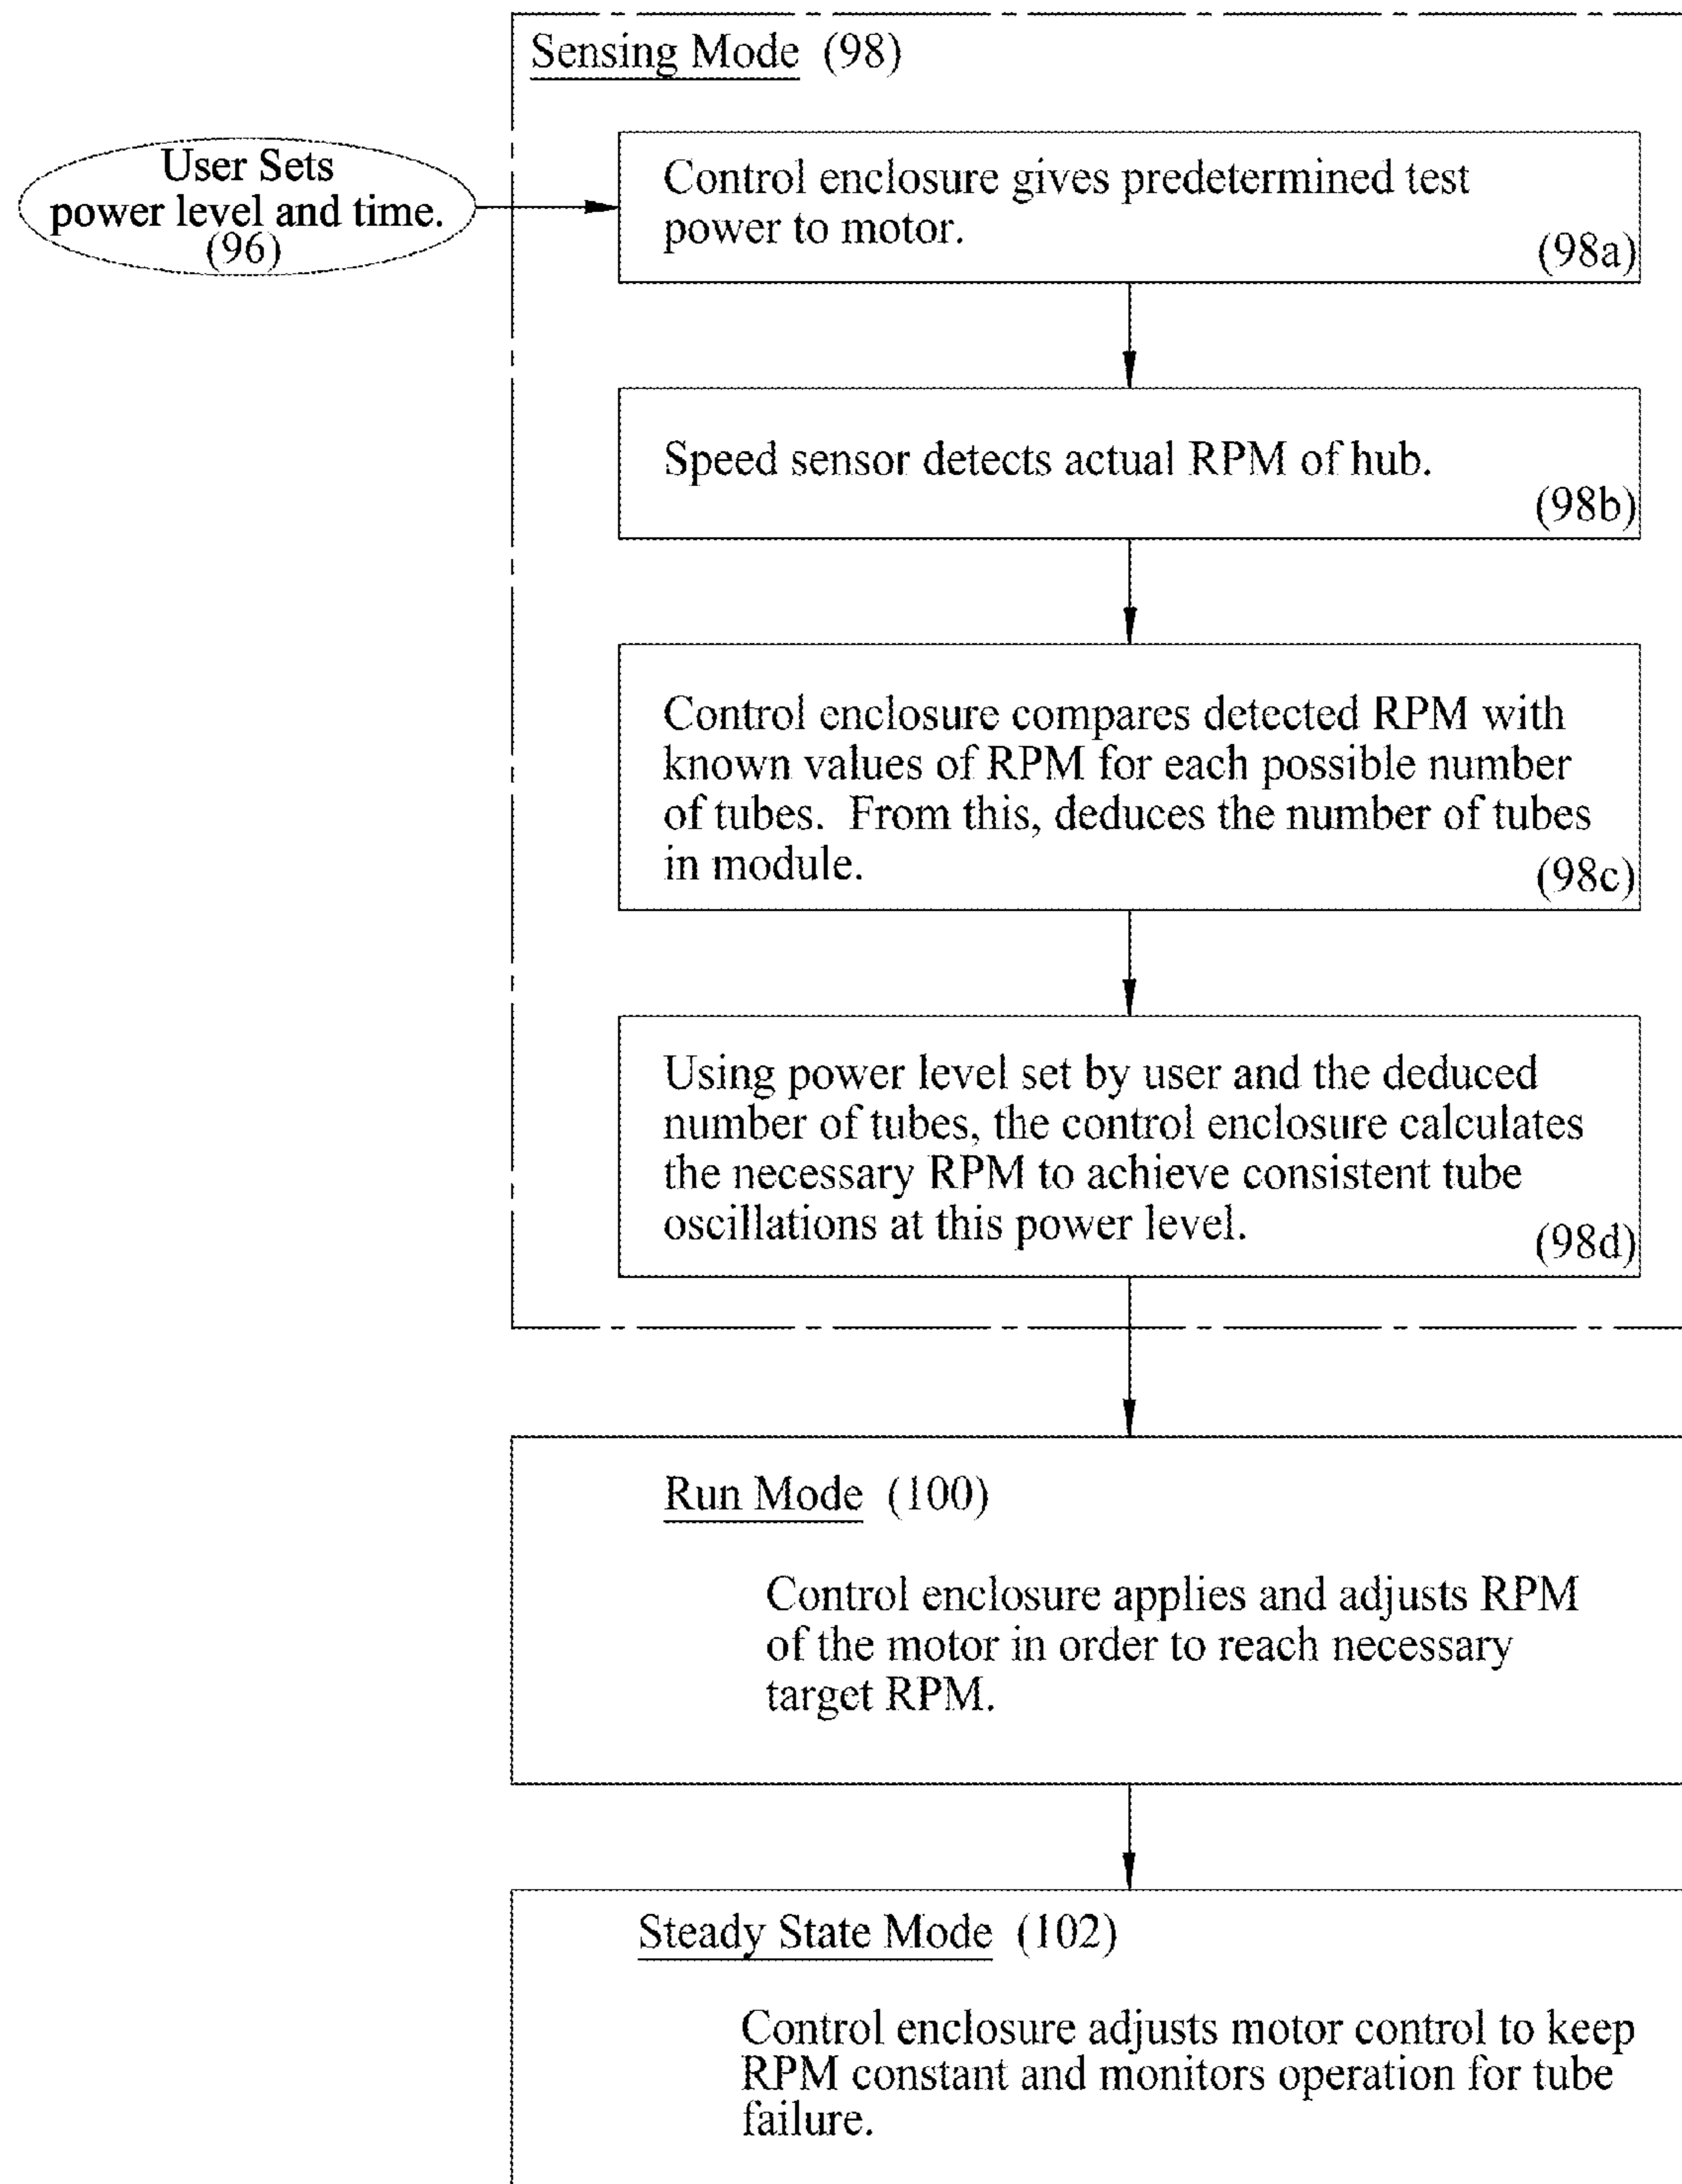 Sensing Mode (98)
User Sets
power level and time.
(96)
Control enclosure gives predetermined test
power to motor.
(98a)
Speed sensor detects actual RPM of hub.
(98b)
Control enclosure compares detected RPM with
known values of RPM for each possible number
of tubes. From this, deduces the number of tubes
in module.
(98c)
Using power level set by user and the deduced
number of tubes, the control enclosure calculates
the necessary RPM to achieve consistent tube
oscillations at this power level.
(98d)
Run Mode (100)
Control enclosure applies and adjusts RPM
of the motor in order to reach necessary
target RPM.
Steady State Mode (102)
Control enclosure adjusts motor control to keep
RPM constant and monitors operation for tube
failure.